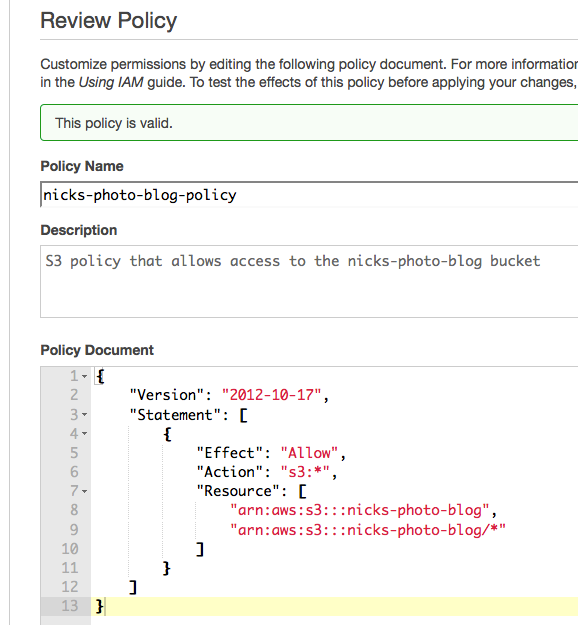 Review Policy
Customize permissions by editing the following policy document. For more information
in the Using IAM guide. To test the effects of this policy before applying your changes,
This policy is valid.
Policy Name
nicks-photo-blog-policy
Description
S3 policy that allows access to the nicks-photo-blog bucket
Policy Document
1 {
2     "Version": "2012-10-17",
3     "Statement": [
4         {
5             "Effect": "Allow",
6             "Action": "s3:*",
7             "Resource": [
8                 "arn:aws:s3:::nicks-photo-blog",
9                 "arn:aws:s3:::nicks-photo-blog/*"
10             ]
11         }
12     ]
13 }